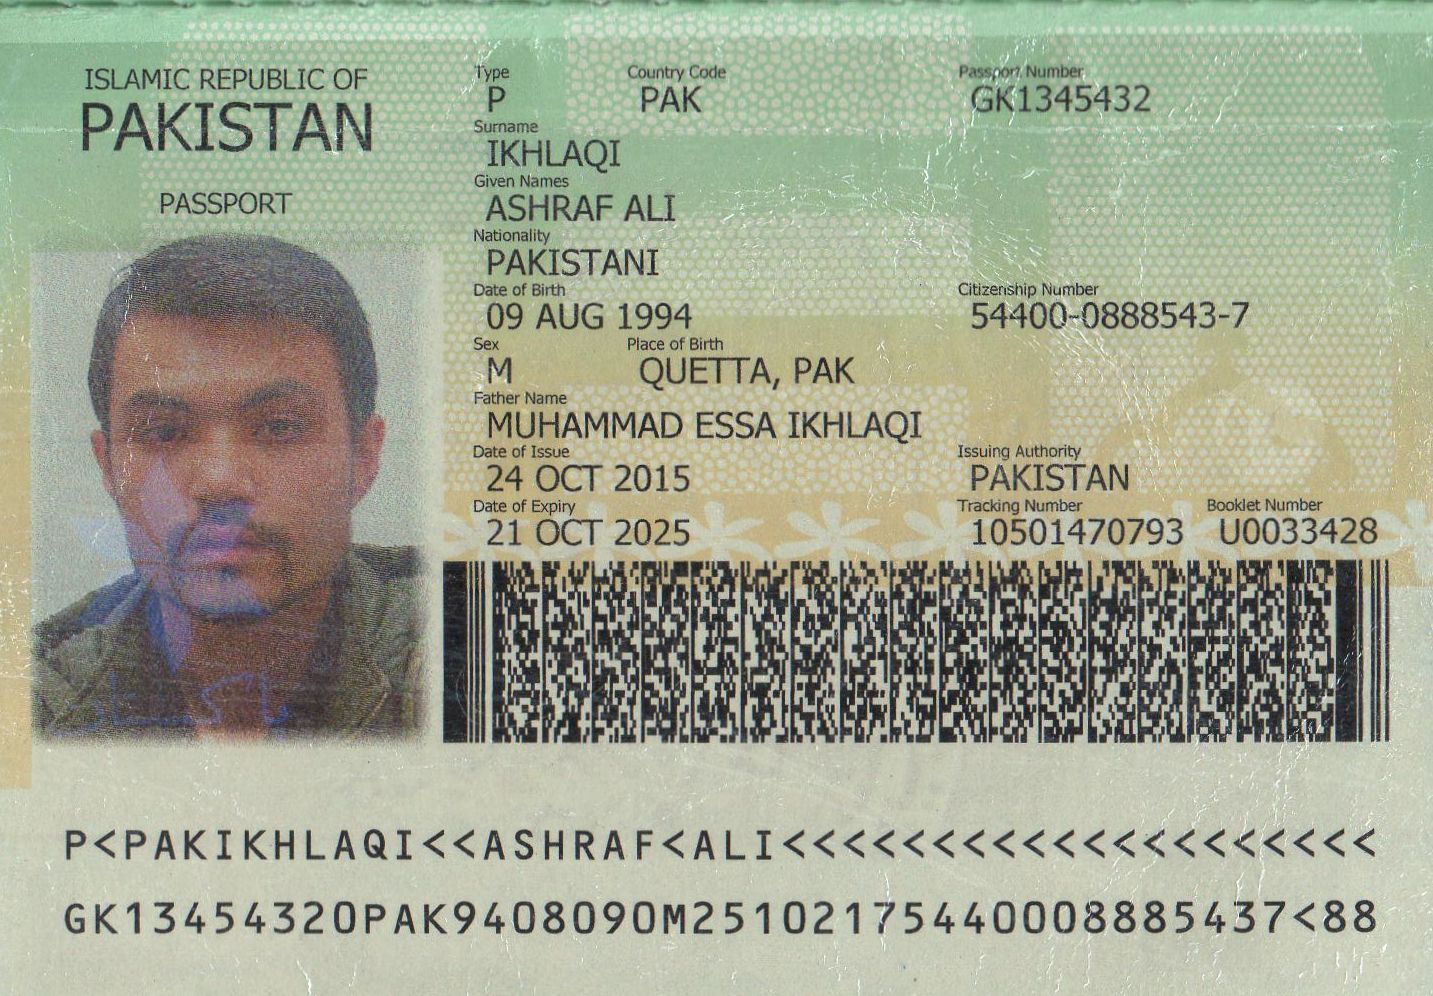 ISLAMIC REPUBLIC OF
PAKISTAN
PASSPORT
Type Country Code Passport Number
P PAK GK1345432
Surname
IKHLAQI
Given Names
ASHRAF ALI
Nationality
PAKISTANI
Date of Birth Citizenship Number
09 AUG 1994 54400-0888543-7
Sex Place of Birth
M QUETTA, PAK
Father Name
MUHAMMAD ESSA IKHLAQI
Date of Issue Issuing Authority
24 OCT 2015 PAKISTAN
Date of Expiry Tracking Number Booklet Number
21 OCT 2025 10501470793 U0033428
P<PAKIKHLAQI<<ASHRAF<ALI<<<<<<<<<<<<<<<<<<<<
GK13454320PAK9408090M25102175440008885437<88